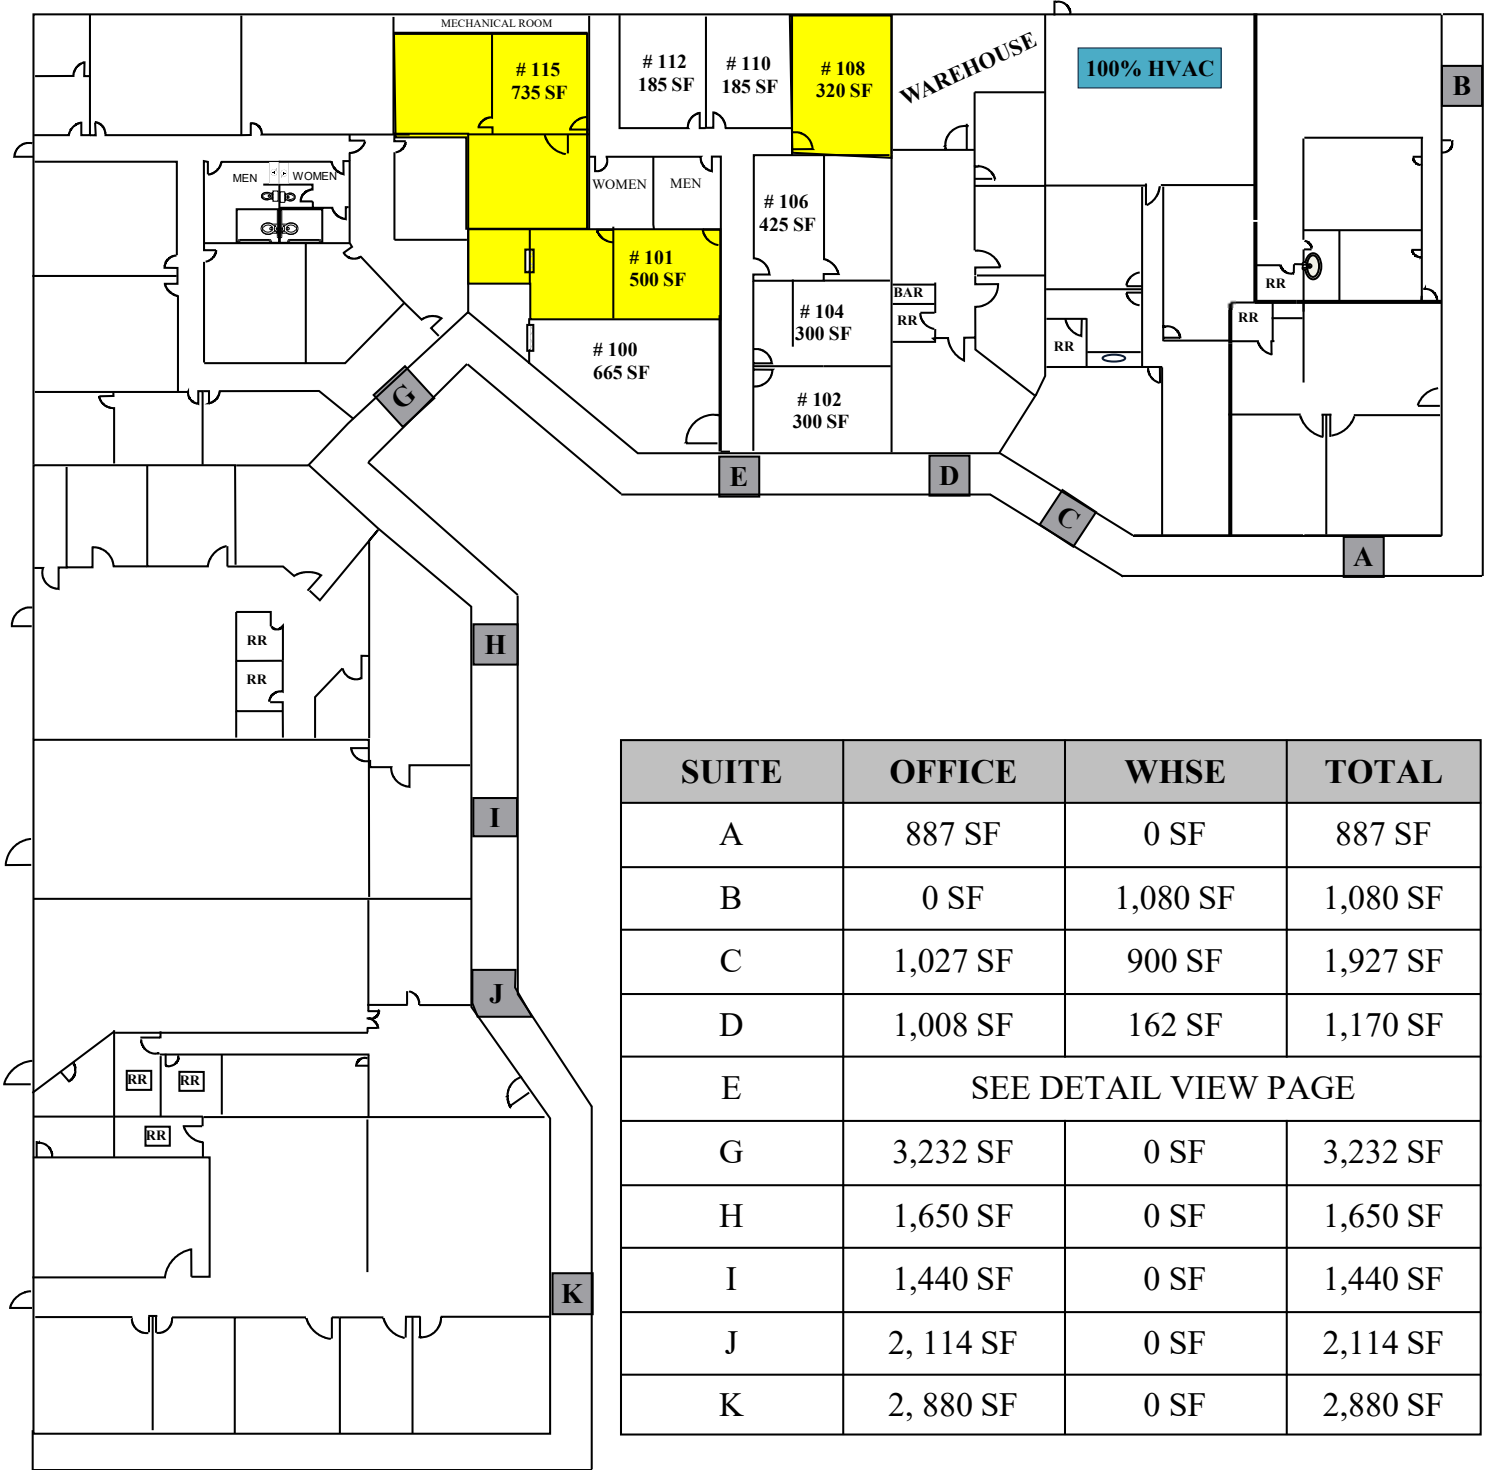 MECHANICAL ROOM
# 115
735 SF
# 112
185 SF
# 110
185 SF
# 108
320 SF
WAREHOUSE
100% HVAC
B
MEN
WOMEN
WOMEN
MEN
# 106
425 SF
# 101
500 SF
BAR
RR
# 104
300 SF
# 100
665 SF
# 102
300 SF
RR
RR
RR
G
E
D
C
A
H
RR
RR
I
J
RR
RR
RR
K
SUITE OFFICE WHSE TOTAL
A 887 SF 0 SF 887 SF
B 0 SF 1,080 SF 1,080 SF
C 1,027 SF 900 SF 1,927 SF
D 1,008 SF 162 SF 1,170 SF
E SEE DETAIL VIEW PAGE
G 3,232 SF 0 SF 3,232 SF
H 1,650 SF 0 SF 1,650 SF
I 1,440 SF 0 SF 1,440 SF
J 2, 114 SF 0 SF 2,114 SF
K 2, 880 SF 0 SF 2,880 SF